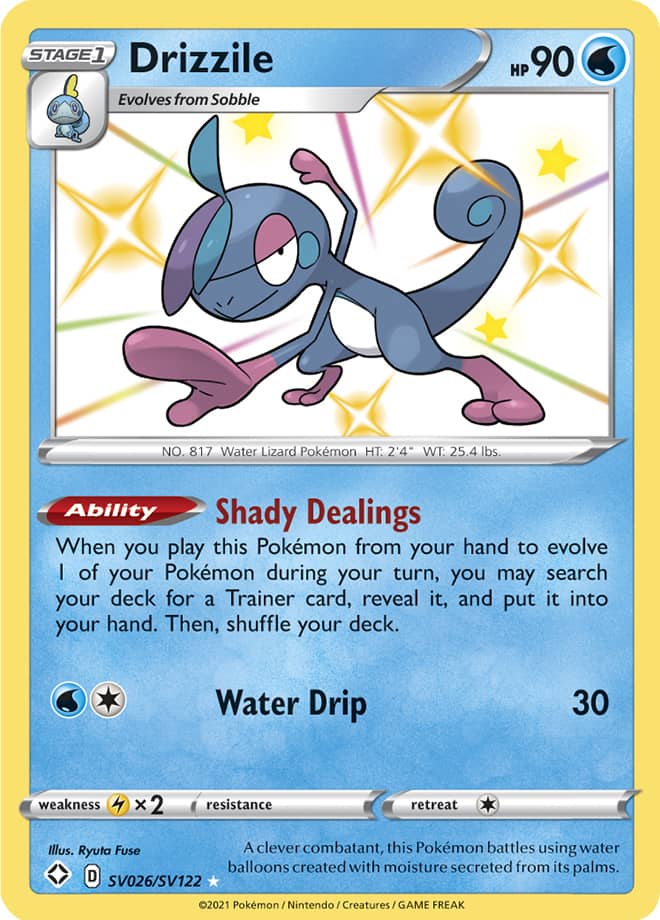 STAGE 1
Drizzile
HP 90
Evolves from Sobble
NO. 817 Water Lizard Pokémon HT: 2'4" WT: 25.4 lbs.
Ability
Shady Dealings
When you play this Pokémon from your hand to evolve
1 of your Pokémon during your turn, you may search
your deck for a Trainer card, reveal it, and put it into
your hand. Then, shuffle your deck.
Water Drip 30
weakness ×2 resistance retreat
Illus. Ryuta Fuse
A clever combatant, this Pokémon battles using water
balloons created with moisture secreted from its palms.
D SV026/SV122
©2021 Pokémon / Nintendo / Creatures / GAME FREAK